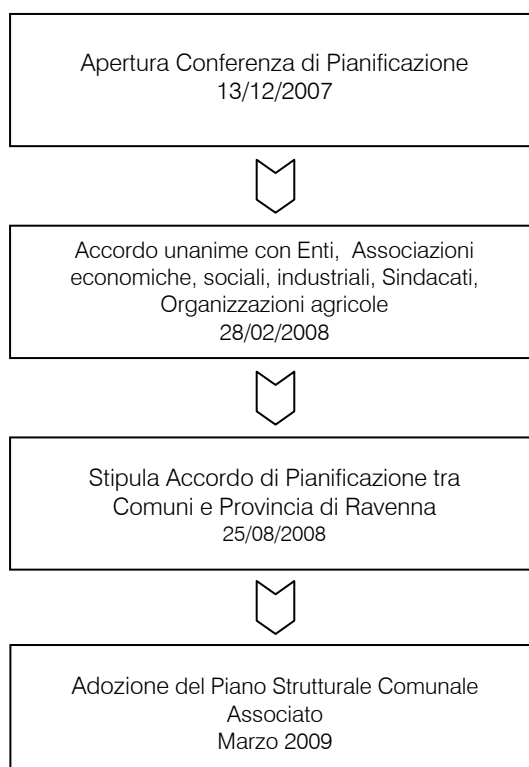 Apertura Conferenza di Pianificazione
13/12/2007
Accordo unanime con Enti, Associazioni
economiche, sociali, industriali, Sindacati,
Organizzazioni agricole
28/02/2008
Stipula Accordo di Pianificazione tra
Comuni e Provincia di Ravenna
25/08/2008
Adozione del Piano Strutturale Comunale
Associato
Marzo 2009